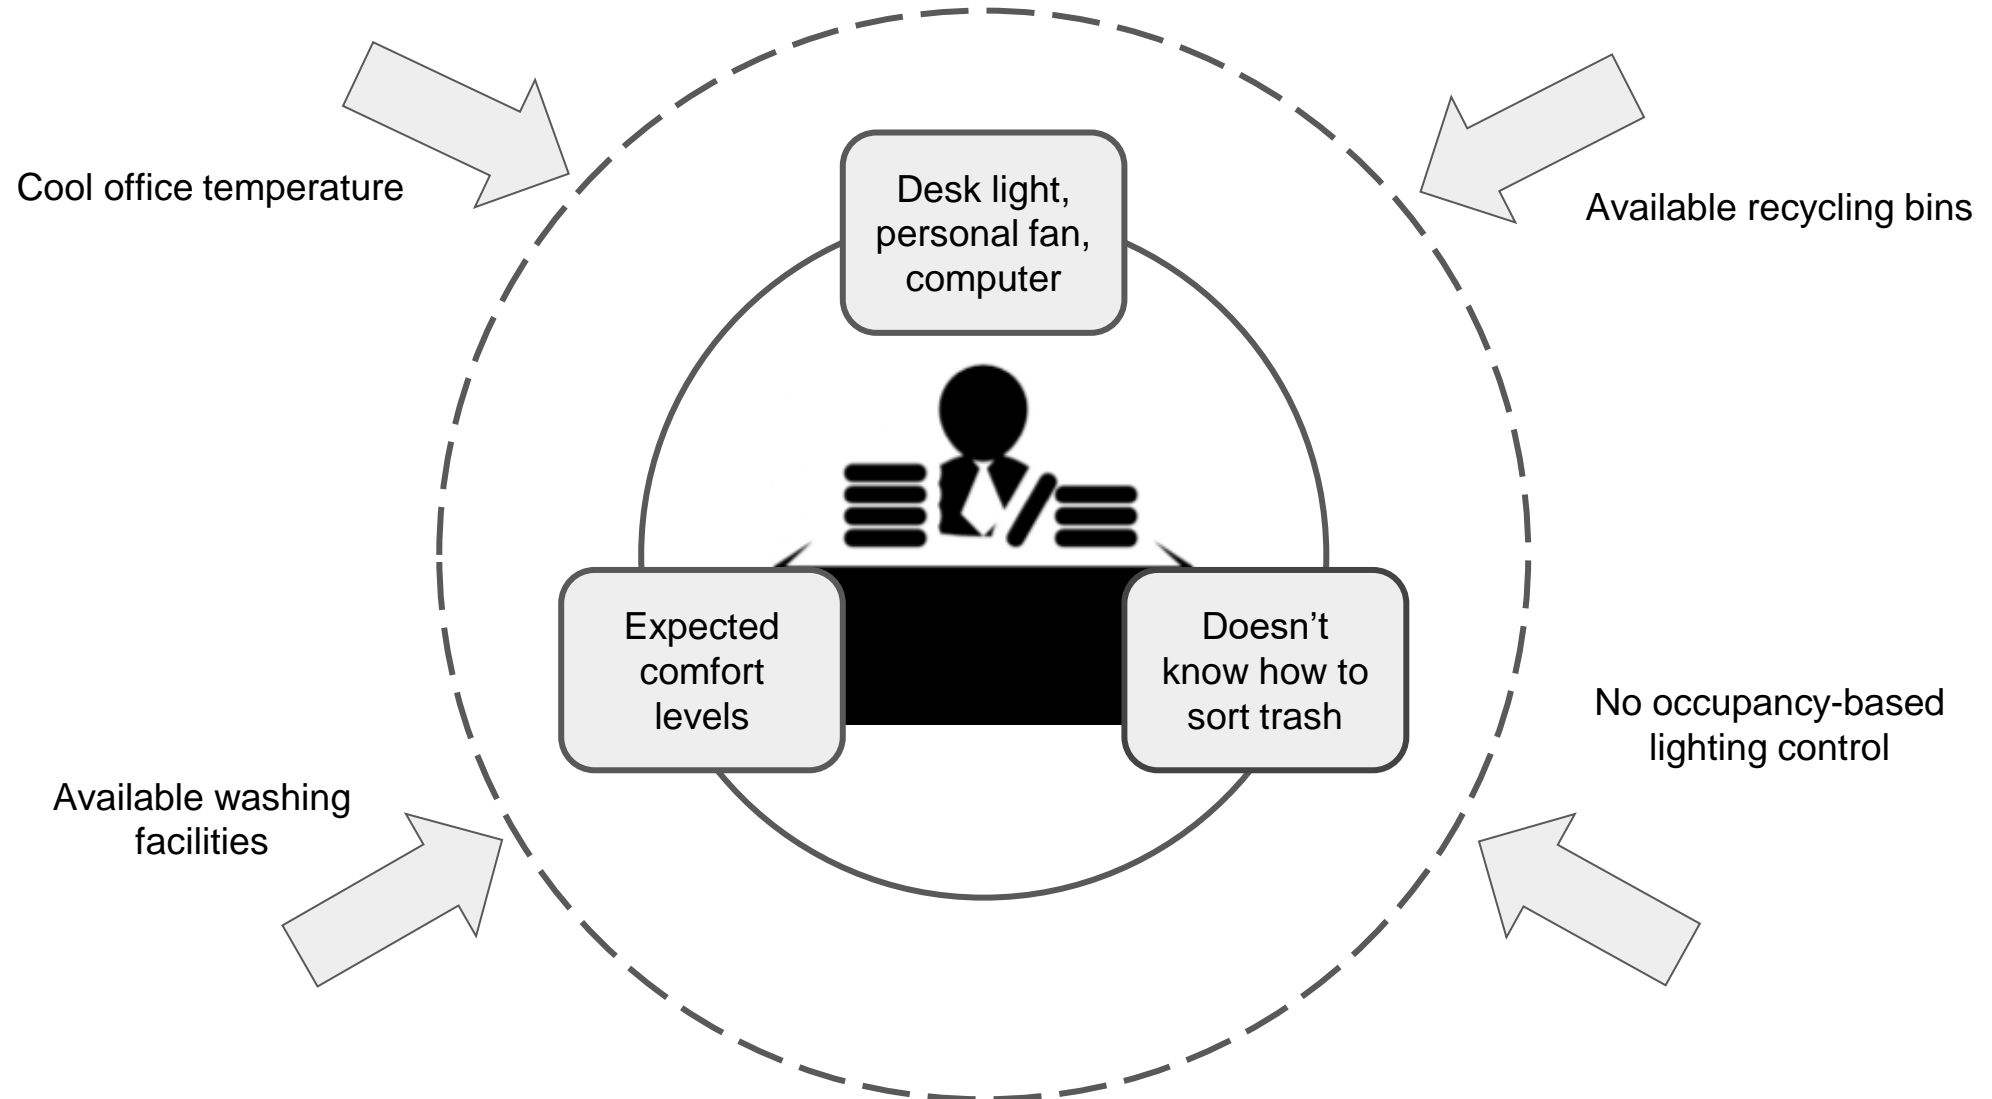 Cool office temperature
Available recycling bins
Desk light,
personal fan,
computer
Expected
comfort
levels
Doesn’t
know how to
sort trash
Available washing
facilities
No occupancy-based
lighting control